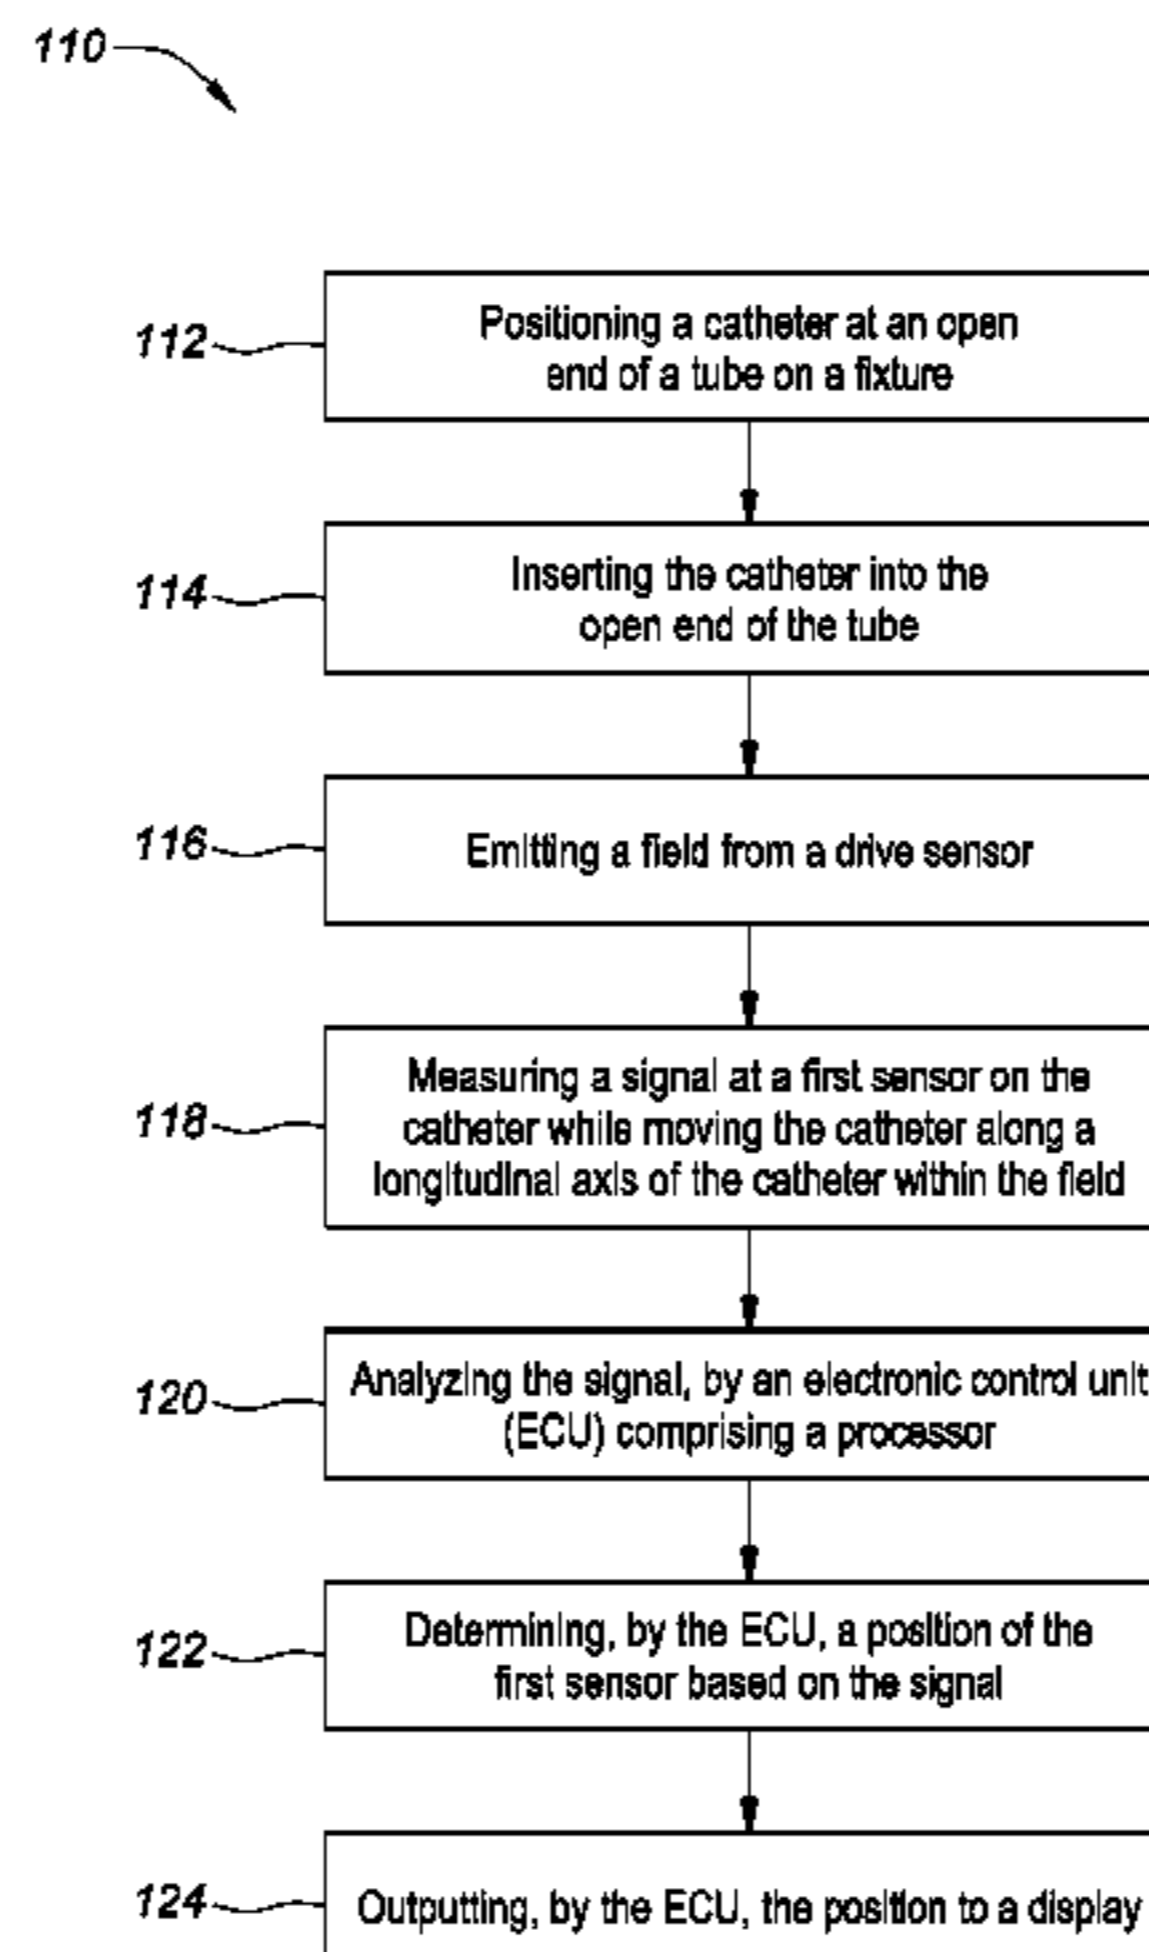 110
112
Positioning a catheter at an open
end of a tube on a fixture
114
Inserting the catheter into the
open end of the tube
116
Emitting a field from a drive sensor
118
Measuring a signal at a first sensor on the
catheter while moving the catheter along a
longitudinal axis of the catheter within the field
120
Analyzing the signal, by an electronic control unit
(ECU) comprising a processor
122
Determining, by the ECU, a position of the
first sensor based on the signal
124
Outputting, by the ECU, the position to a display